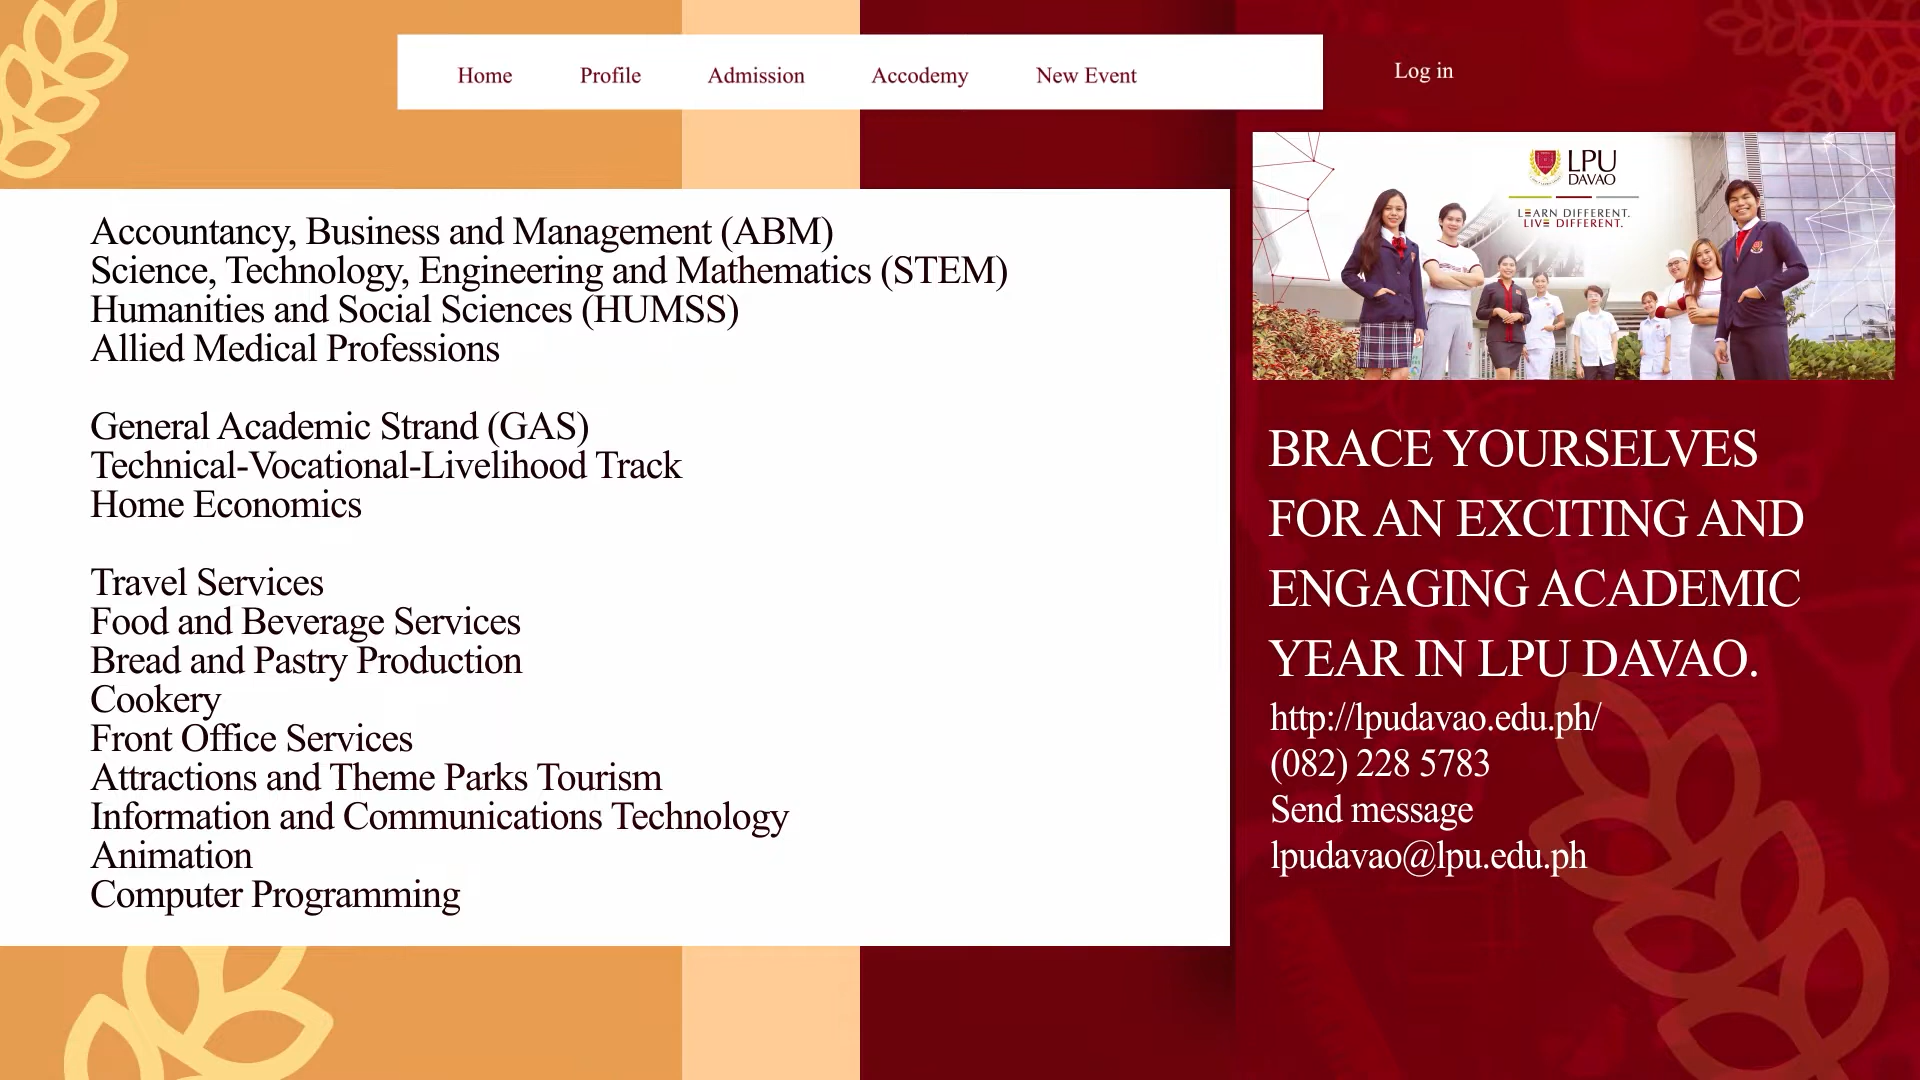 Home Profile Admission Accodemy New Event
Log in
Accountancy, Business and Management (ABM)
Science, Technology, Engineering and Mathematics (STEM)
Humanities and Social Sciences (HUMSS)
Allied Medical Professions
General Academic Strand (GAS)
Technical-Vocational-Livelihood Track
Home Economics
Travel Services
Food and Beverage Services
Bread and Pastry Production
Cookery
Front Office Services
Attractions and Theme Parks Tourism
Information and Communications Technology
Animation
Computer Programming
LPU
DAVAO
LEARN DIFFERENT.
LIVE DIFFERENT.
BRACE YOURSELVES
FOR AN EXCITING AND
ENGAGING ACADEMIC
YEAR IN LPU DAVAO.
http://lpudavao.edu.ph/
(082) 228 5783
Send message
lpudavao@lpu.edu.ph